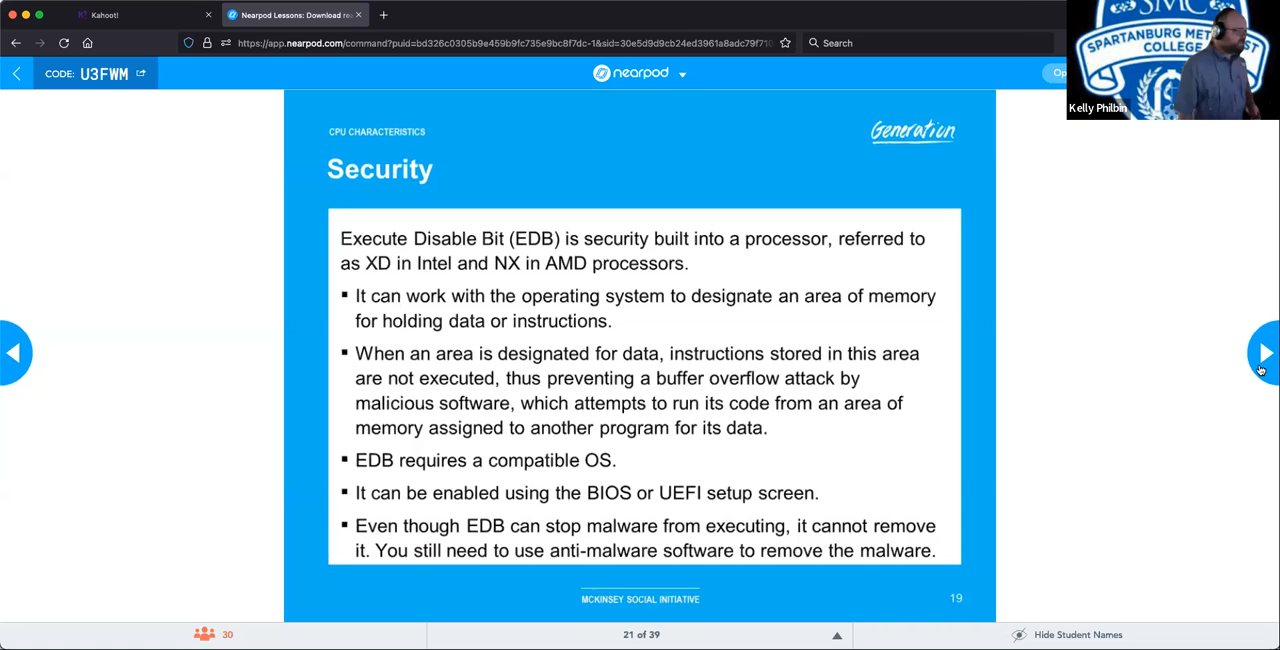 Kahoot!
Nearpod Lessons: Download re
https://app.nearpod.com/command?puid=bd326c0305b9e459b9fc735e9bc8f7dc-1&sid=30e5d9d9cb24ed3961a8adc79f71
Search
SMC
SPARTANBURG
COLLEGE
Kelly Philbin
CODE: U3FWM
nearpod
Op
CPU CHARACTERISTICS
Generation
Security
Execute Disable Bit (EDB) is security built into a processor, referred to
as XD in Intel and NX in AMD processors.
▪ It can work with the operating system to designate an area of memory
for holding data or instructions.
▪ When an area is designated for data, instructions stored in this area
are not executed, thus preventing a buffer overflow attack by
malicious software, which attempts to run its code from an area of
memory assigned to another program for its data.
▪ EDB requires a compatible OS.
▪ It can be enabled using the BIOS or UEFI setup screen.
▪ Even though EDB can stop malware from executing, it cannot remove
it. You still need to use anti-malware software to remove the malware.
MCKINSEY SOCIAL INITIATIVE
19
30
21 of 39
Hide Student Names